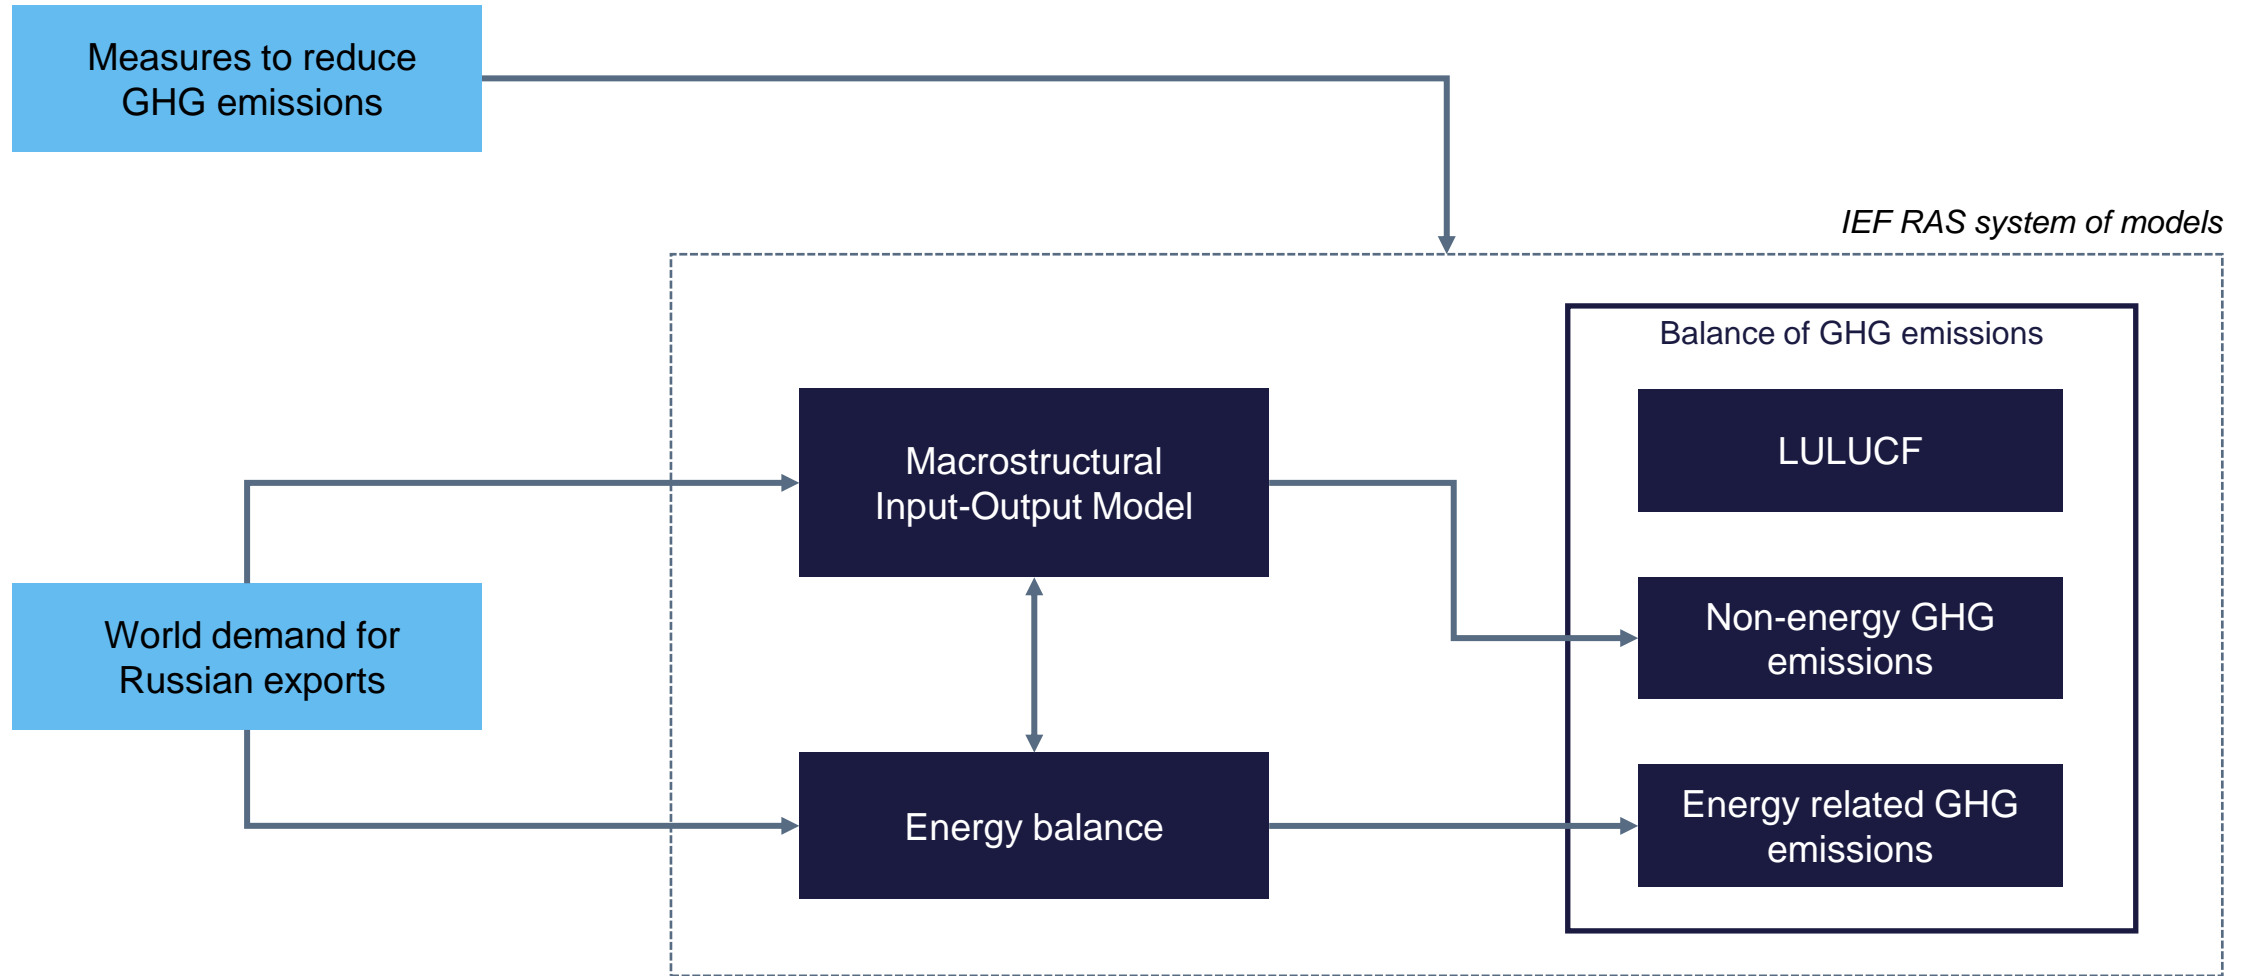 Measures to reduce
GHG emissions
IEF RAS system of models
Balance of GHG emissions
Macrostructural
Input-Output Model
LULUCF
World demand for
Russian exports
Non-energy GHG
emissions
Energy balance
Energy related GHG
emissions